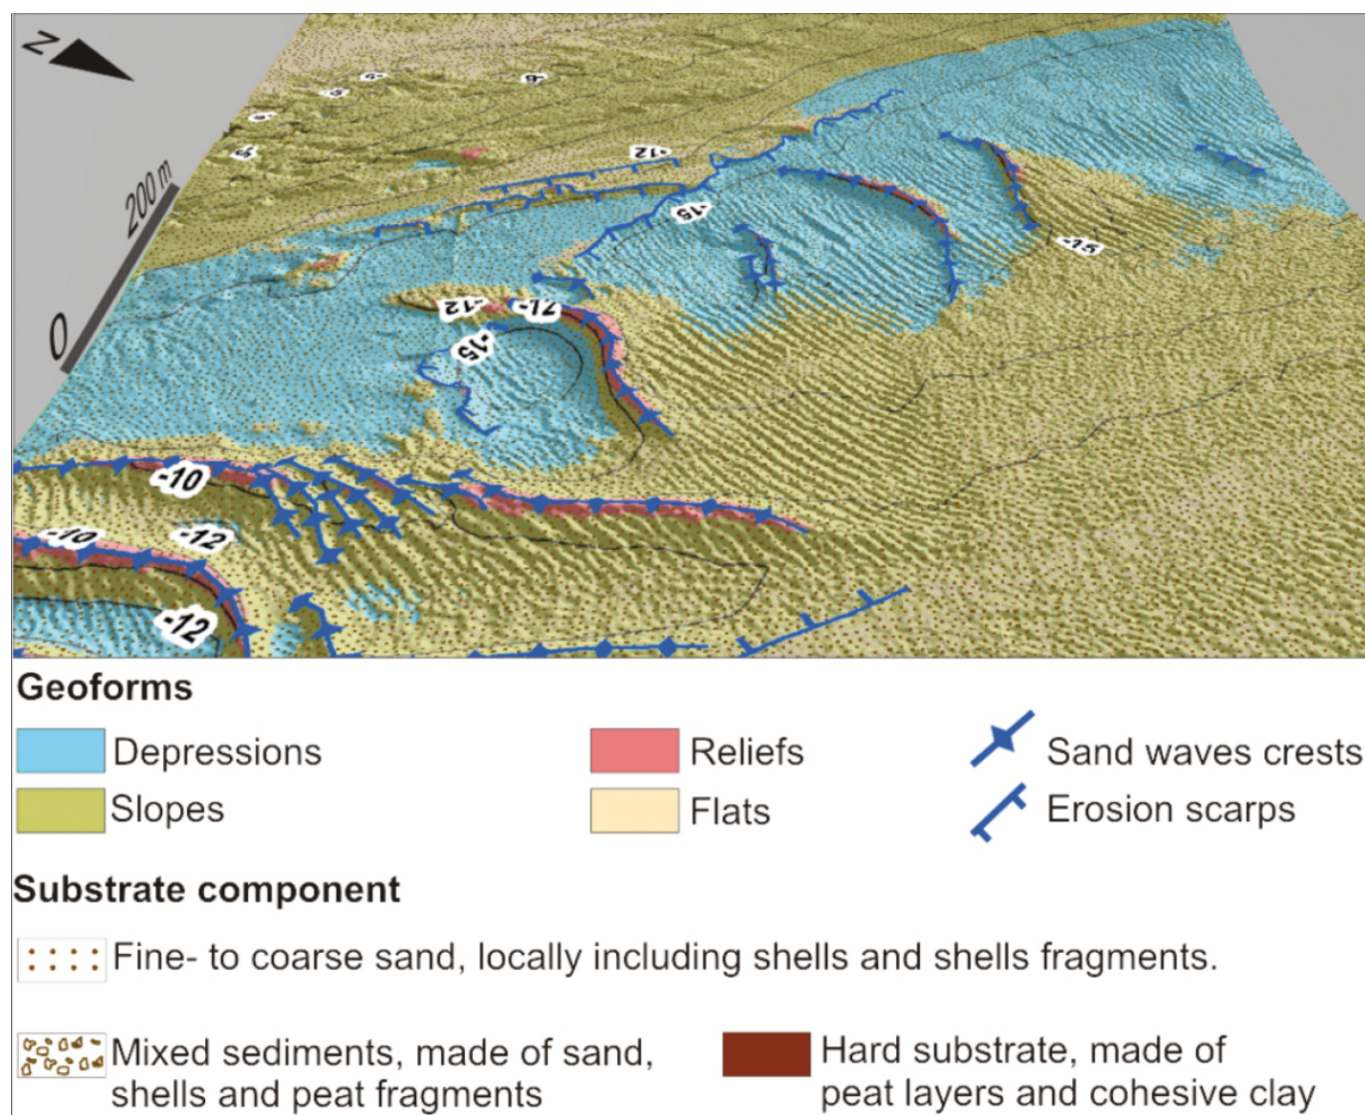 N
200 m
0
-12
-15
-15
-12
-12
-15
-10
-10
-12
-12
Geoforms
Depressions
Reliefs
Sand waves crests
Slopes
Flats
Erosion scarps
Substrate component
Fine- to coarse sand, locally including shells and shells fragments.
Mixed sediments, made of sand,
shells and peat fragments
Hard substrate, made of
peat layers and cohesive clay